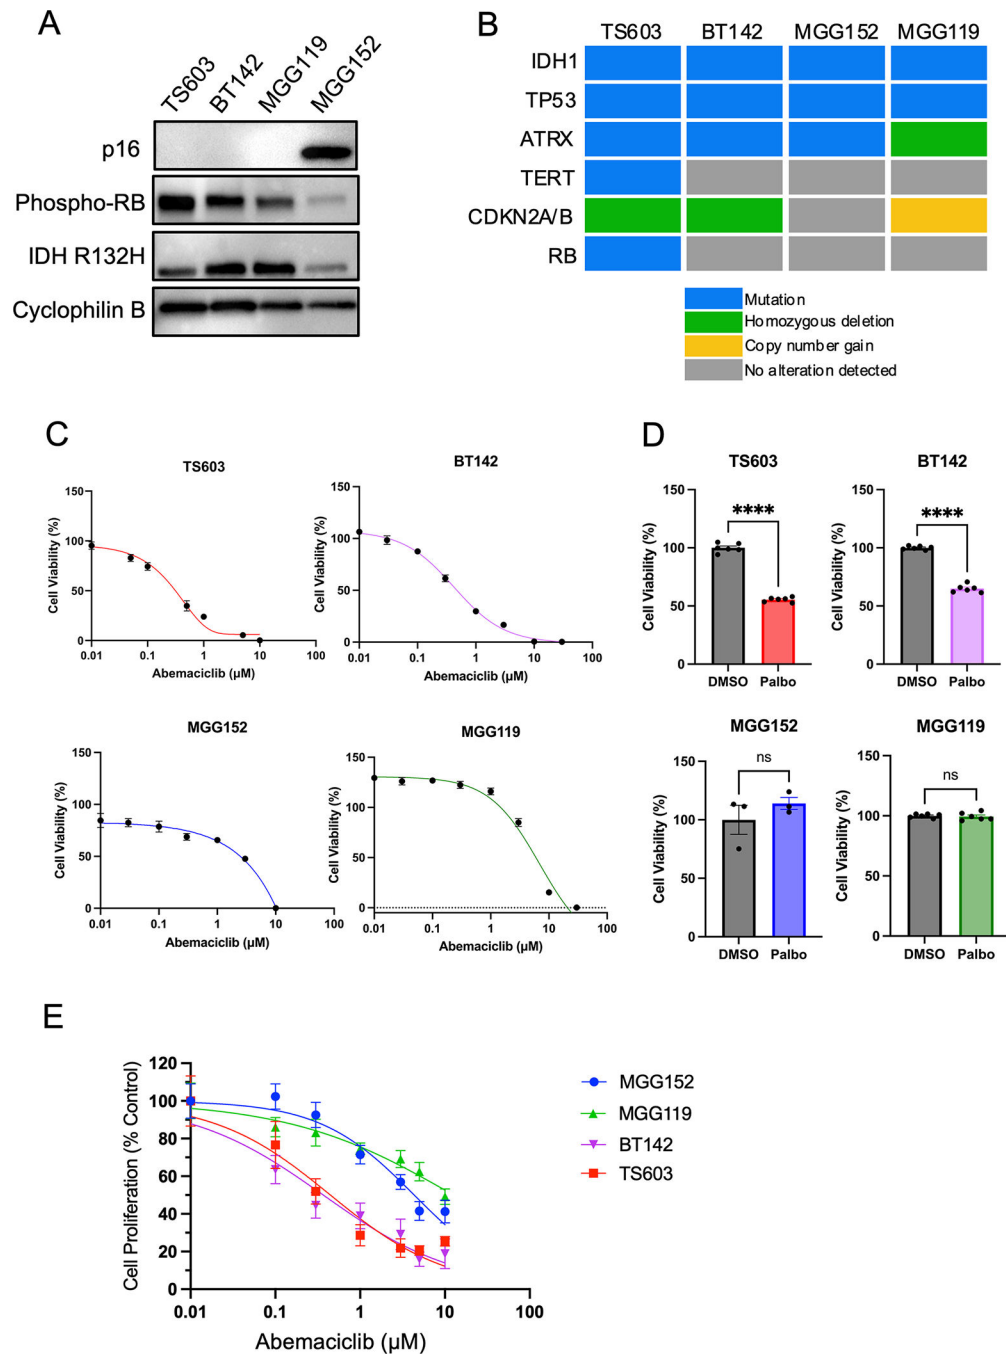 A
TS603
BT142
MGG119
MGG152
p16
Phospho-RB
IDH R132H
Cyclophilin B
B
TS603 BT142 MGG152 MGG119
IDH1
TP53
ATRX
TERT
CDKN2A/B
RB
Mutation
Homozygous deletion
Copy number gain
No alteration detected
C
TS603
Cell Viability (%)
150
100
50
0
0.01 0.1 1 10 100
Abemaciclib (µM)
BT142
Cell Viability (%)
150
100
50
0
0.01 0.1 1 10 100
Abemaciclib (µM)
MGG152
Cell Viability (%)
150
100
50
0
0.01 0.1 1 10 100
Abemaciclib (µM)
MGG119
Cell Viability (%)
150
100
50
0
0.01 0.1 1 10 100
Abemaciclib (µM)
D
TS603
Cell Viability (%)
150
100
50
0
****
DMSO Palbo
BT142
Cell Viability (%)
150
100
50
0
****
DMSO Palbo
MGG152
Cell Viability (%)
150
100
50
0
ns
DMSO Palbo
MGG119
Cell Viability (%)
150
100
50
0
ns
DMSO Palbo
E
Cell Proliferation (% Control)
120
100
80
60
40
20
0
0.01 0.1 1 10 100
Abemaciclib (µM)
MGG152
MGG119
BT142
TS603